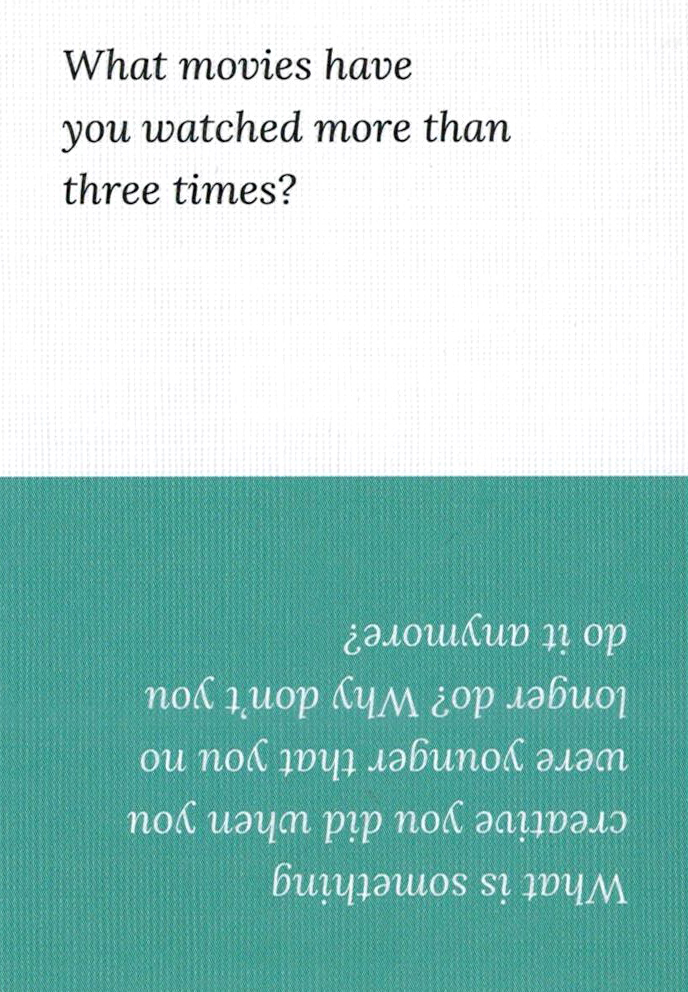 What movies have
you watched more than
three times?
What is something
creative you did when you
were younger that you no
longer do? Why don't you
do it anymore?